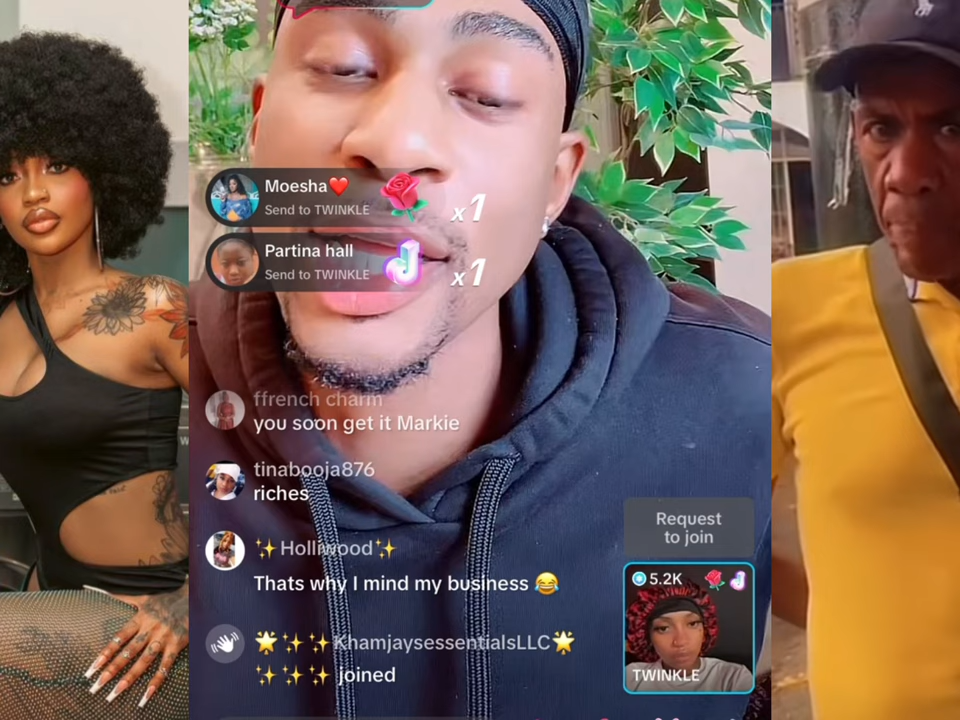 Moesha❤️
Send to TWINKLE
x1
Partina hall
Send to TWINKLE
x1
ffrench charm
you soon get it Markie
tinabooja876
riches
✨Holliwood✨
Thats why I mind my business 😂
🌟✨✨KhamjaysessentialsLLC🌟
✨✨✨ joined
Request
to join
5.2K
TWINKLE